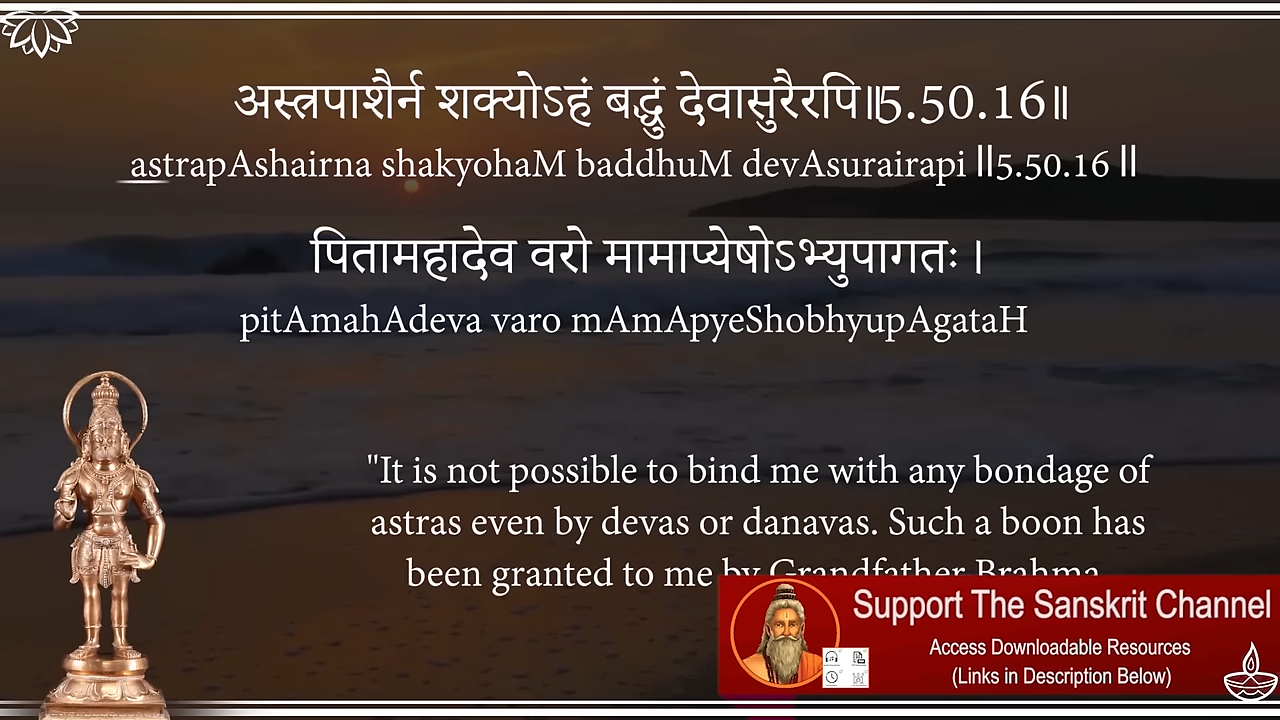 अस्त्रपाशैर्न शक्योऽहं बद्धुं देवासुरैरपि॥5.50.16॥
astrapAshairna shakyohaM baddhuM devAsurairapi ॥5.50.16 ॥
पितामहादेव वरो मामाप्येषोऽभ्युपागतः ।
pitAmahAdeva varo mAmApyeShobhyupAgataH
"It is not possible to bind me with any bondage of
astras even by devas or danavas. Such a boon has
been granted to me by Grandfather Brahma
Support The Sanskrit Channel
Access Downloadable Resources
(Links in Description Below)